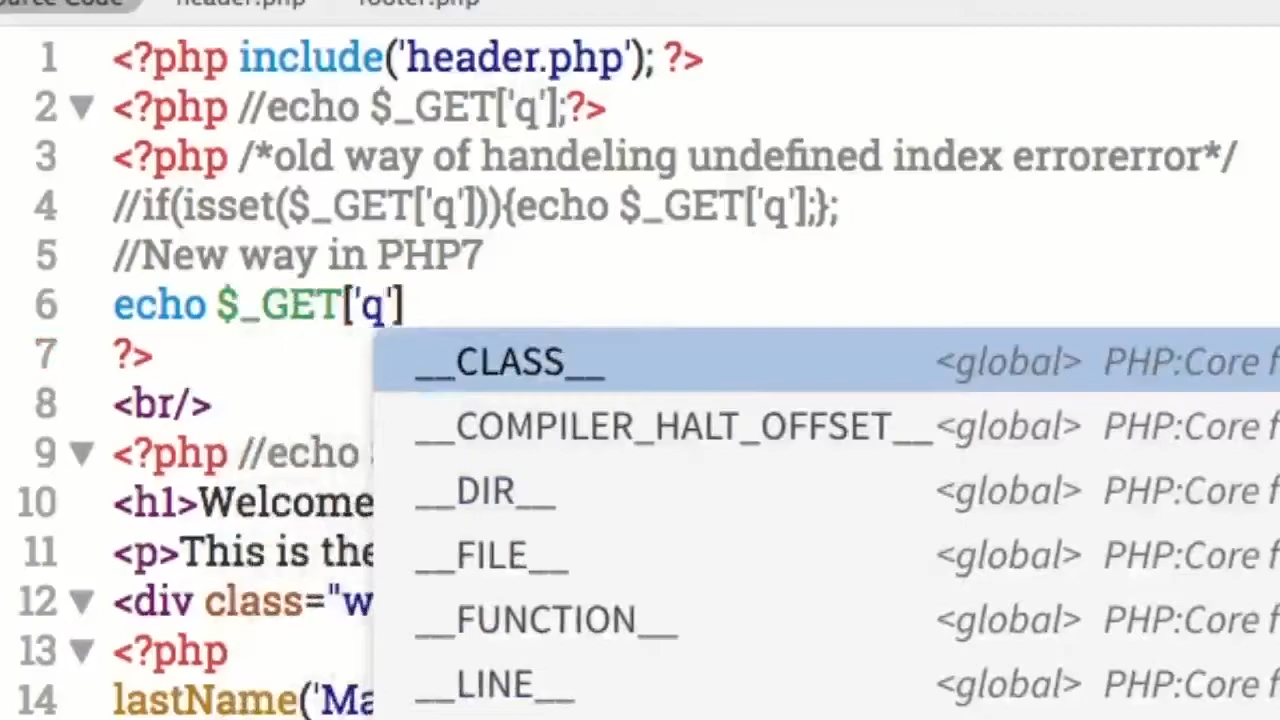 header.php footer.php
1 <?php include('header.php'); ?>
2 <?php //echo $_GET['q'];?>
3 <?php /*old way of handeling undefined index errorerror*/
4 //if(isset($_GET['q'])){echo $_GET['q'];};
5 //New way in PHP7
6 echo $_GET['q']
7 ?>
8 <br/>
9 <?php //echo
10 <h1>Welcome
11 <p>This is the
12 <div class="w
13 <?php
14 lastName('Ma
__CLASS__ <global> PHP:Core f
__COMPILER_HALT_OFFSET__ <global> PHP:Core f
__DIR__ <global> PHP:Core f
__FILE__ <global> PHP:Core f
__FUNCTION__ <global> PHP:Core f
__LINE__ <global> PHP:Core f